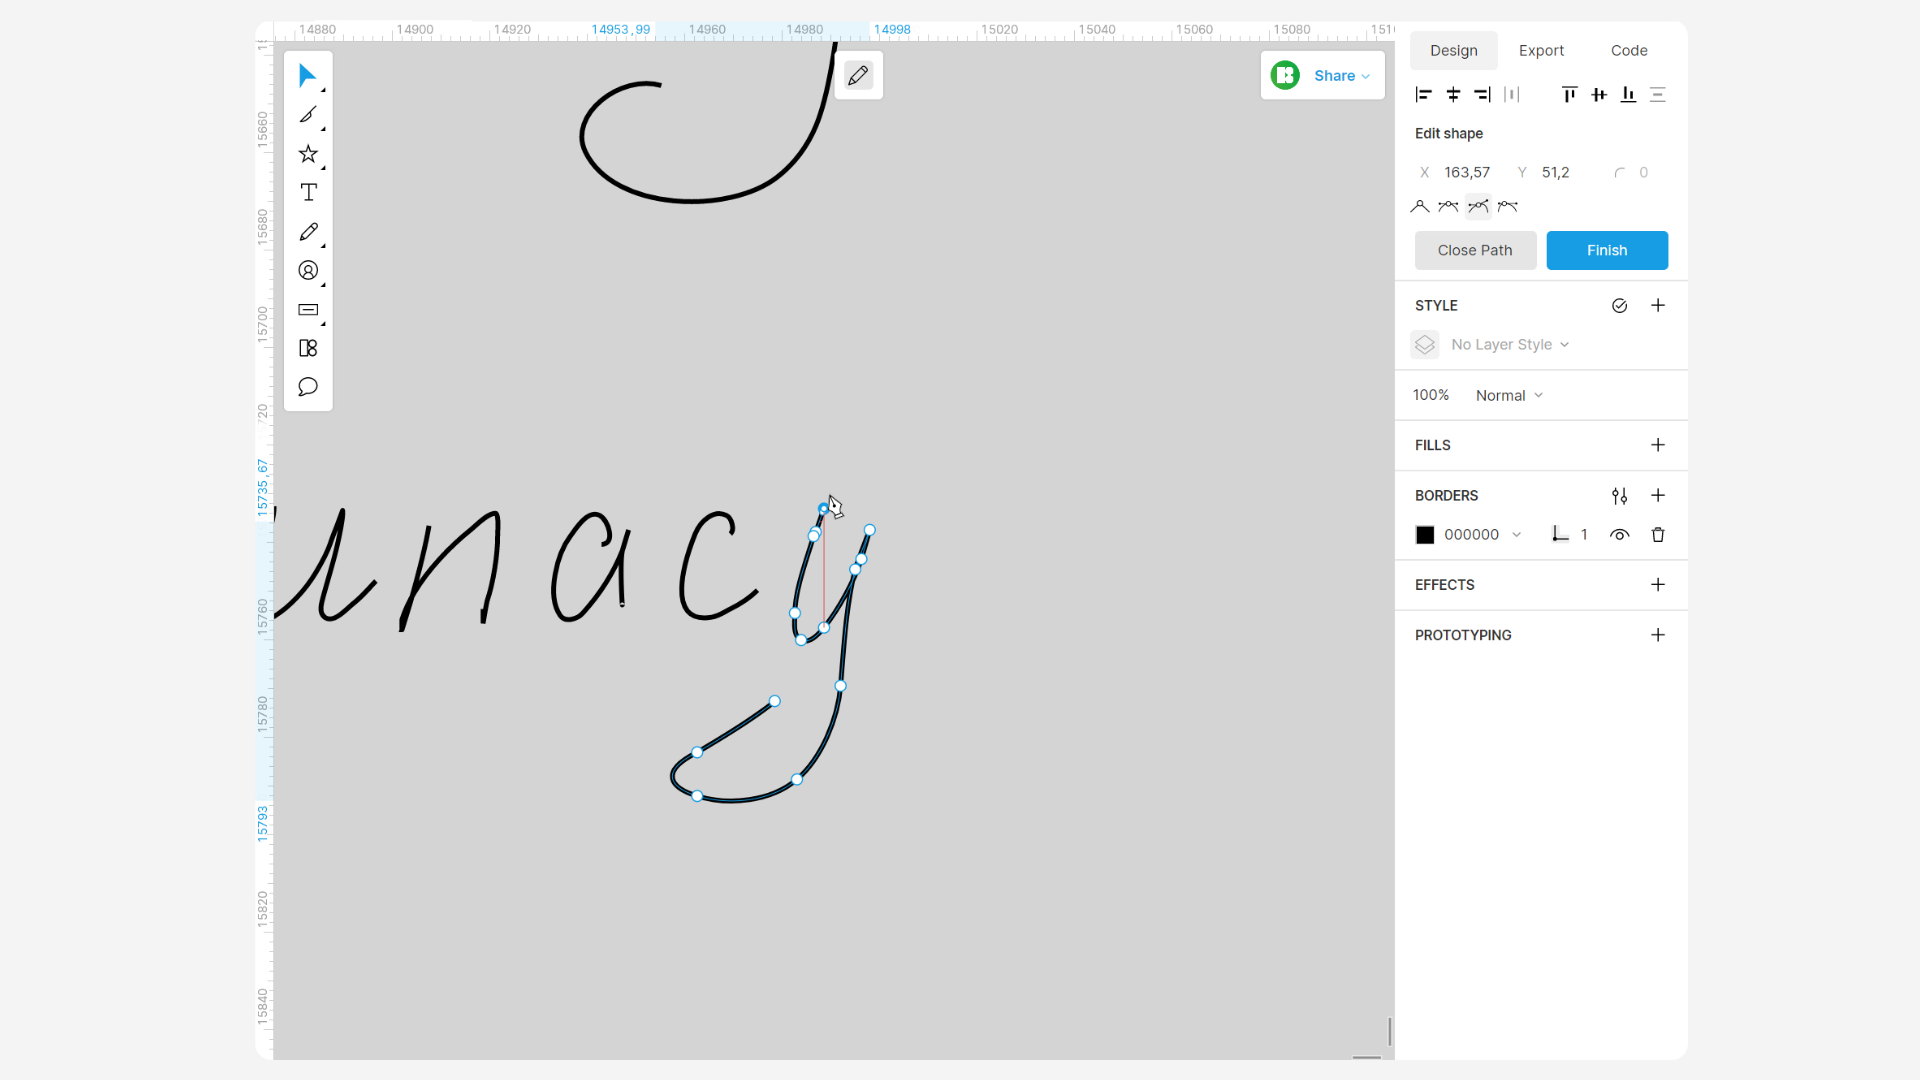 14880 14900 14920 14953,99 14960 14980 14998 15020 15040 15060 15080
15660
15680
15700
15735,67
15760
15780
15793
15820
15840
Share
unacy
Design Export Code
Edit shape
X 163,57 Y 51,2 0
Close Path Finish
STYLE
No Layer Style
100% Normal
FILLS
BORDERS
000000 1
EFFECTS
PROTOTYPING